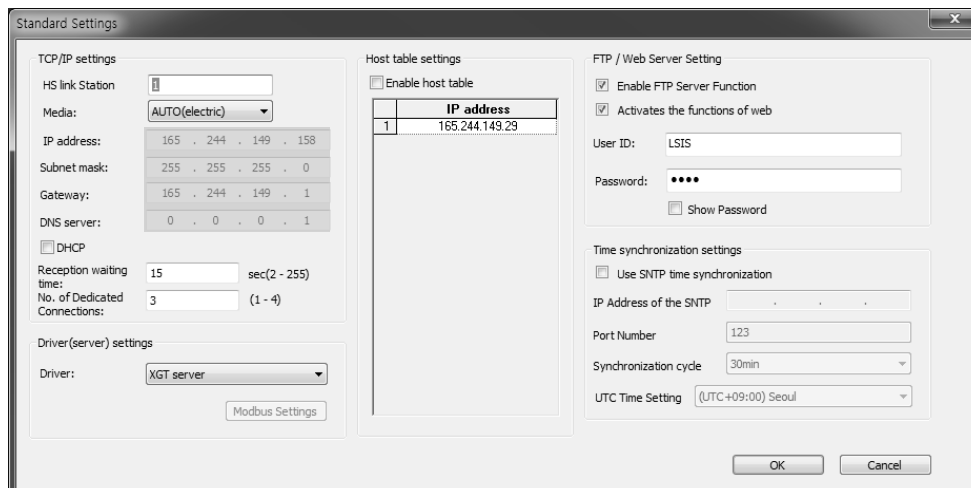 Standard Settings
TCP/IP settings
HS link Station
1
Media:
AUTO(electric)
IP address:
165 . 244 . 149 . 158
Subnet mask:
255 . 255 . 255 . 0
Gateway:
165 . 244 . 149 . 1
DNS server:
0 . 0 . 0 . 1
DHCP
Reception waiting
time:
15
sec(2 - 255)
No. of Dedicated
Connections:
3
(1 - 4)
Driver(server) settings
Driver:
XGT server
Modbus Settings
Host table settings
Enable host table
IP address
1 165.244.149.29
FTP / Web Server Setting
Enable FTP Server Function
Activates the functions of web
User ID:
LSIS
Password:
••••
Show Password
Time synchronization settings
Use SNTP time synchronization
IP Address of the SNTP
. . .
Port Number
123
Synchronization cycle
30min
UTC Time Setting
(UTC+09:00) Seoul
OK
Cancel